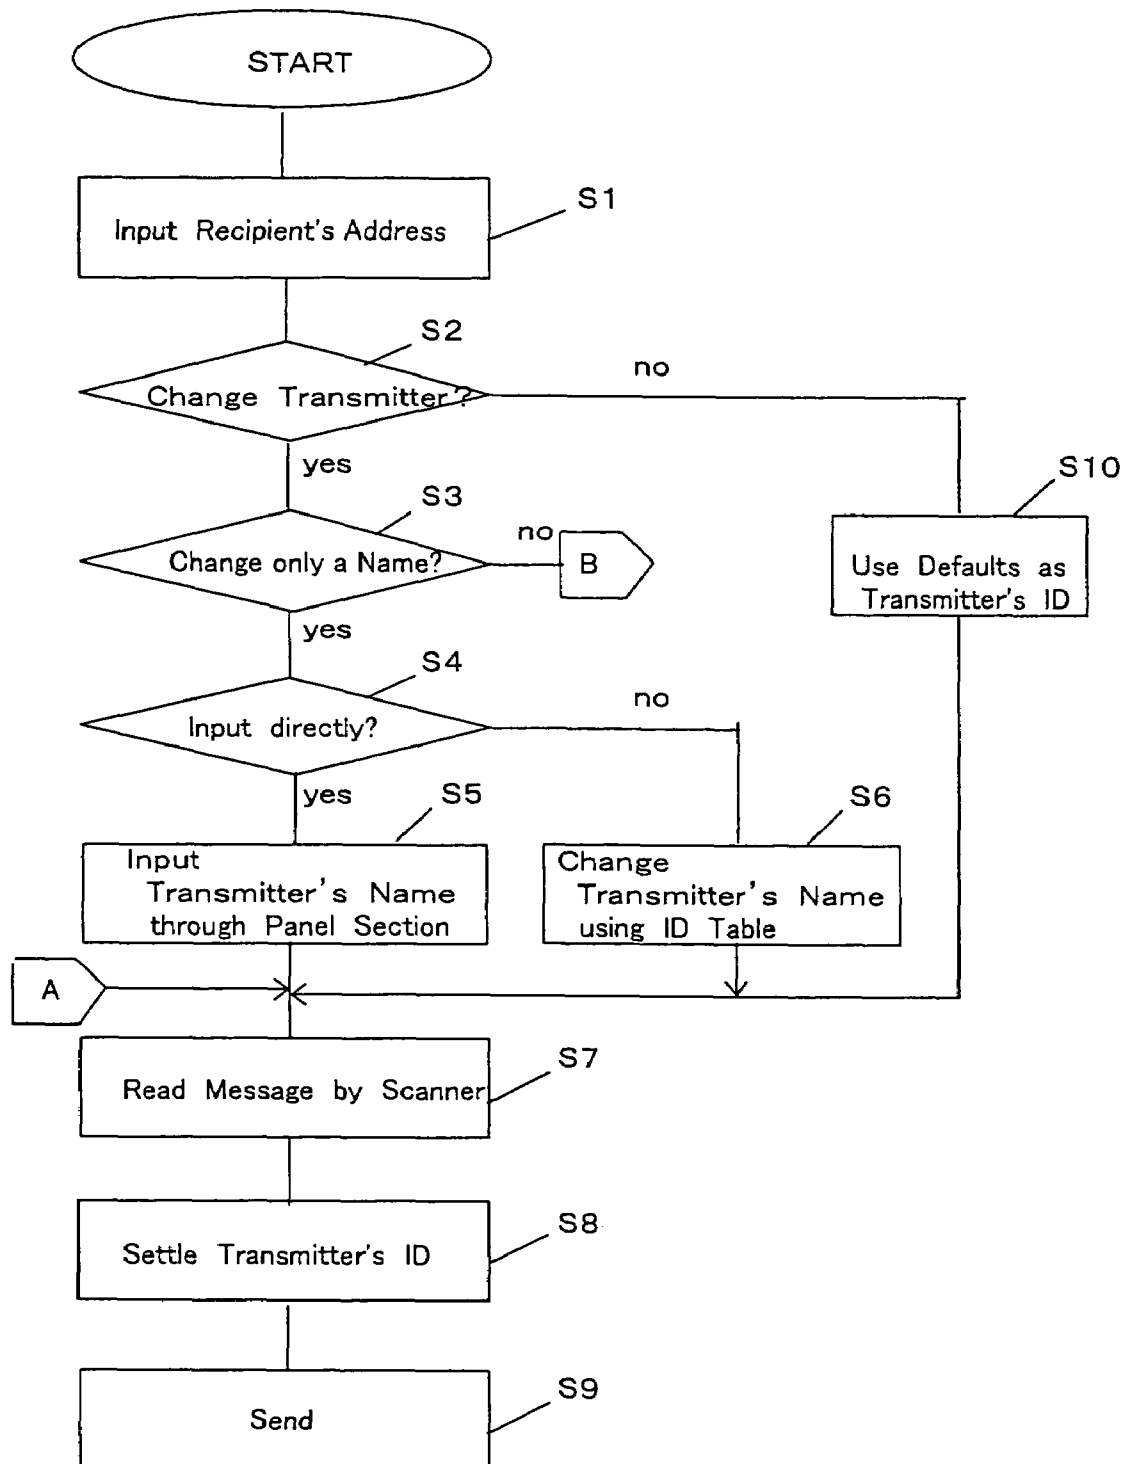 START
S1
Input Recipient's Address
S2
no
Change Transmitter?
yes
S10
S3
no
Change only a Name?
B
Use Defaults as
Transmitter's ID
yes
S4
no
Input directly?
yes
S5
S6
Input
Transmitter's Name
through Panel Section
Change
Transmitter's Name
using ID Table
A
S7
Read Message by Scanner
S8
Settle Transmitter's ID
S9
Send